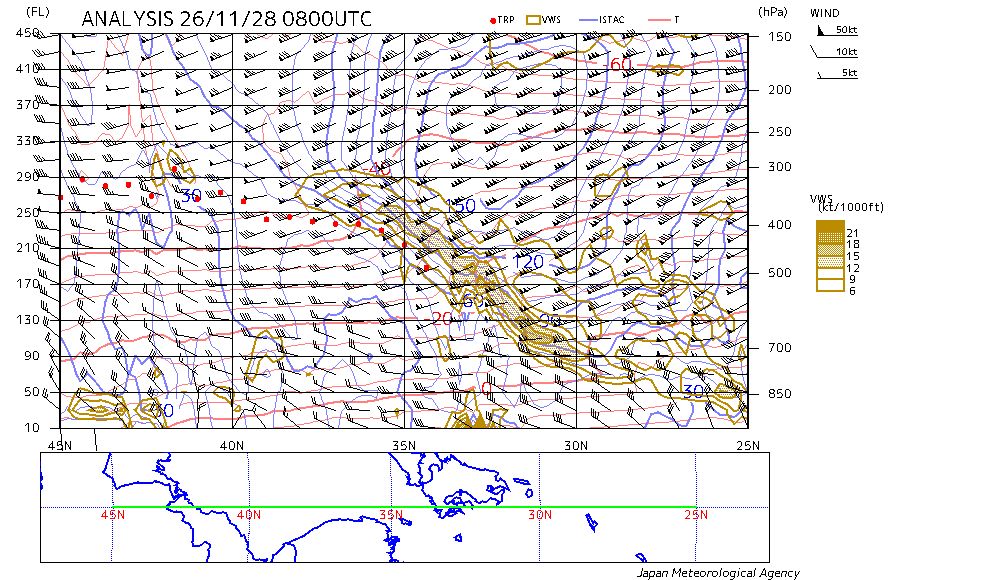 (FL) ANALYSIS 26/11/28 0800UTC TRP VWS ISTAC T (hPa) WIND
450 150 50kt
410 -60 10kt
5kt
370 200
330 250
290 40 300
30
250 50 VWS
(kt/1000ft)
400
210 120 21
18
15
170 500 12
60 9
130 -20 90 6
90 700
50 0 30 850
10 30
45N 40N 35N 30N 25N
45N 40N 35N 30N 25N
Japan Meteorological Agency